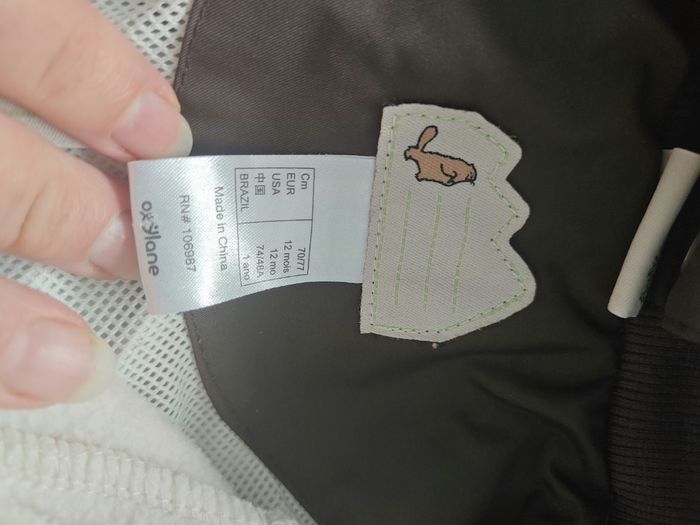 Cm 70/77
EUR 12 mois
USA 12 mo
中国 74/48A
BRAZIL 1 ano
Made in China
RN# 106987
oxylane